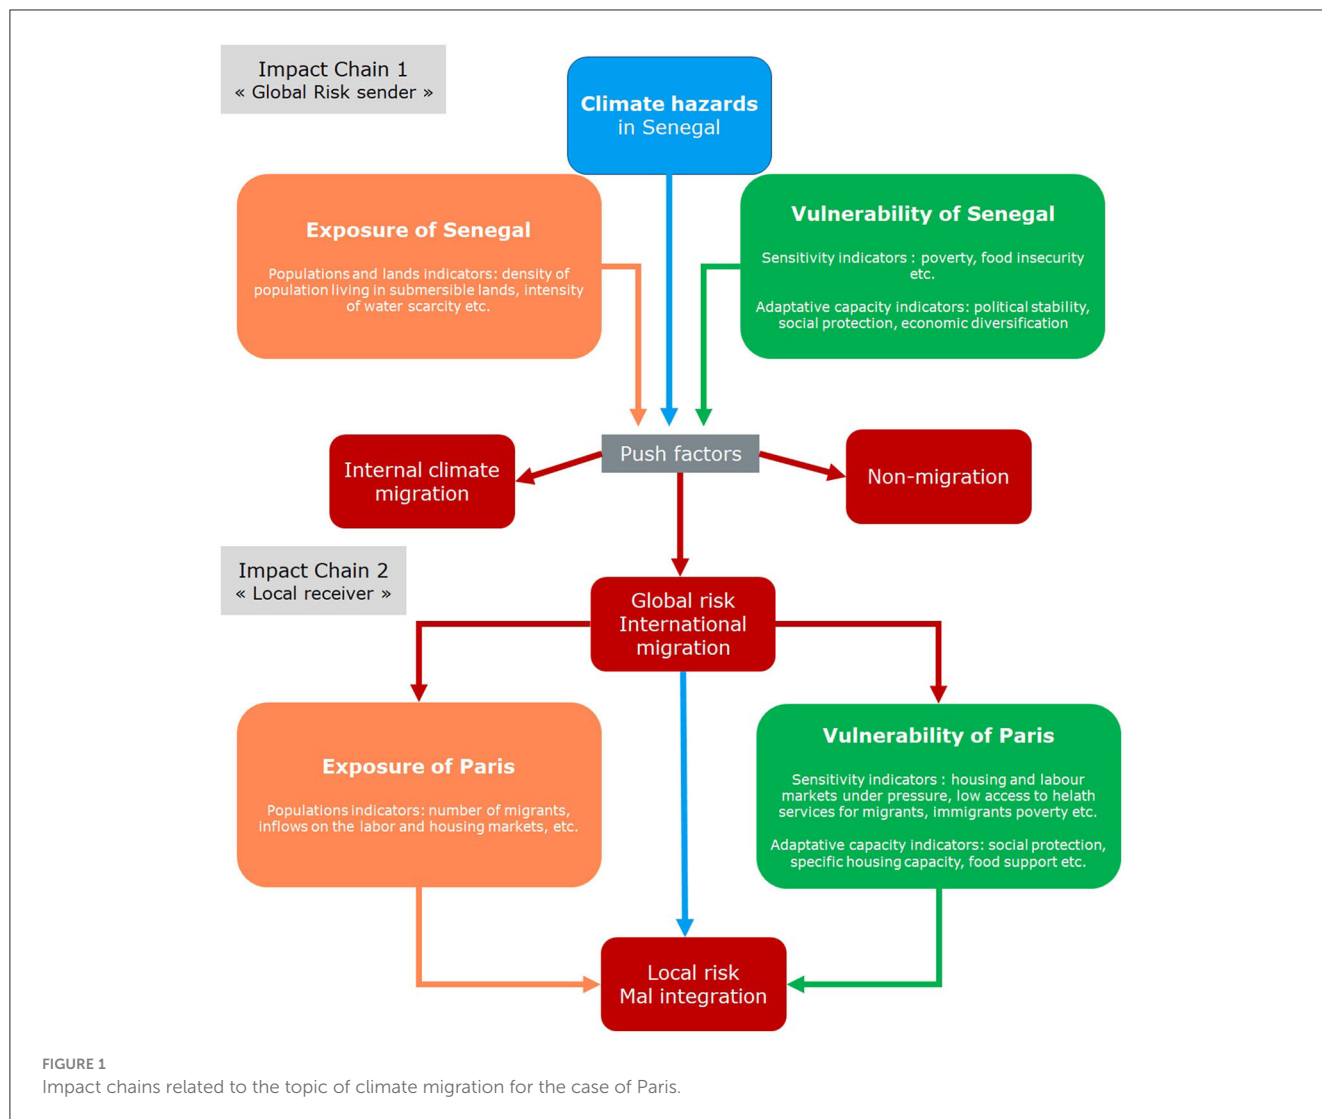 Impact Chain 1
« Global Risk sender »
Climate hazards
in Senegal
Exposure of Senegal
Populations and lands indicators: density of
population living in submersible lands, intensity
of water scarcity etc.
Vulnerability of Senegal
Sensitivity indicators : poverty, food insecurity
etc.
Adaptative capacity indicators: political stability,
social protection, economic diversification
Push factors
Internal climate
migration
Non-migration
Impact Chain 2
« Local receiver »
Global risk
International
migration
Exposure of Paris
Populations indicators: number of migrants,
inflows on the labor and housing markets, etc.
Vulnerability of Paris
Sensitivity indicators : housing and labour
markets under pressure, low access to helath
services for migrants, immigrants poverty etc.
Adaptative capacity indicators: social protection,
specific housing capacity, food support etc.
Local risk
Mal integration
FIGURE 1
Impact chains related to the topic of climate migration for the case of Paris.